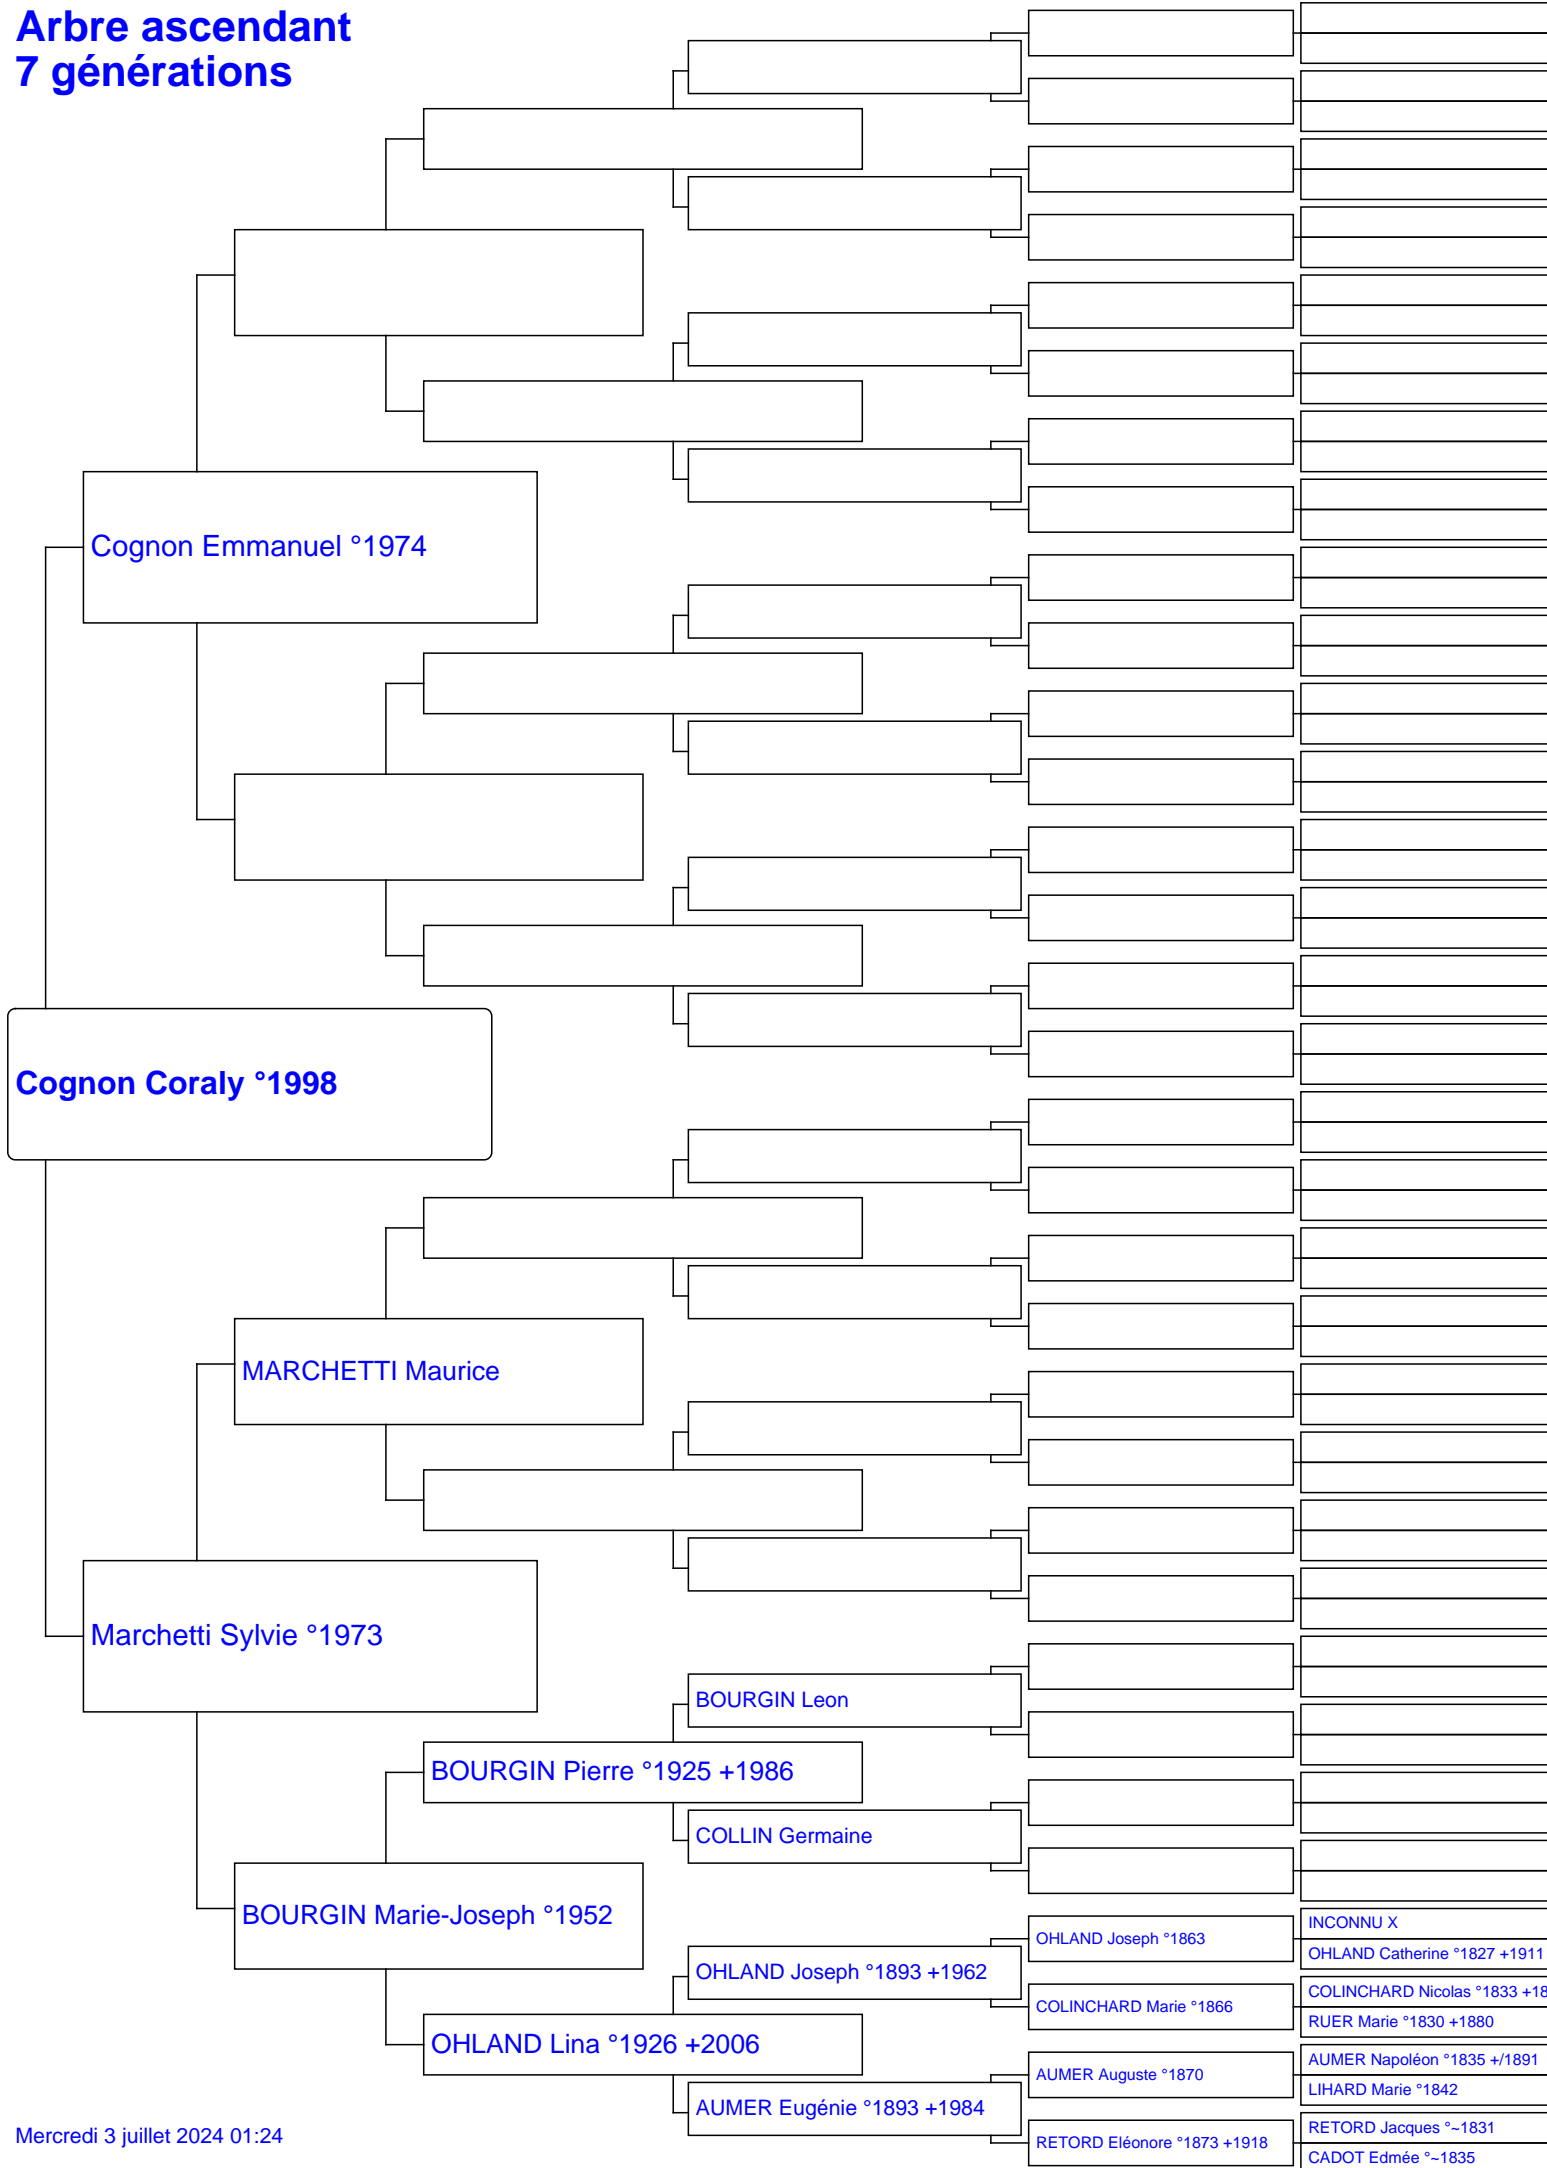 Arbre ascendant
7 générations
Cognon Emmanuel °1974
Cognon Coraly °1998
MARCHETTI Maurice
Marchetti Sylvie °1973
BOURGIN Leon
BOURGIN Pierre °1925 +1986
COLLIN Germaine
BOURGIN Marie-Joseph °1952
INCONNU X
OHLAND Joseph °1863
OHLAND Catherine °1827 +1911
OHLAND Joseph °1893 +1962
COLINCHARD Nicolas °1833 +18
COLINCHARD Marie °1866
RUER Marie °1830 +1880
OHLAND Lina °1926 +2006
AUMER Napoléon °1835 +/1891
AUMER Auguste °1870
LIHARD Marie °1842
AUMER Eugénie °1893 +1984
RETORD Jacques °~1831
RETORD Eléonore °1873 +1918
CADOT Edmée °~1835
Mercredi 3 juillet 2024 01:24